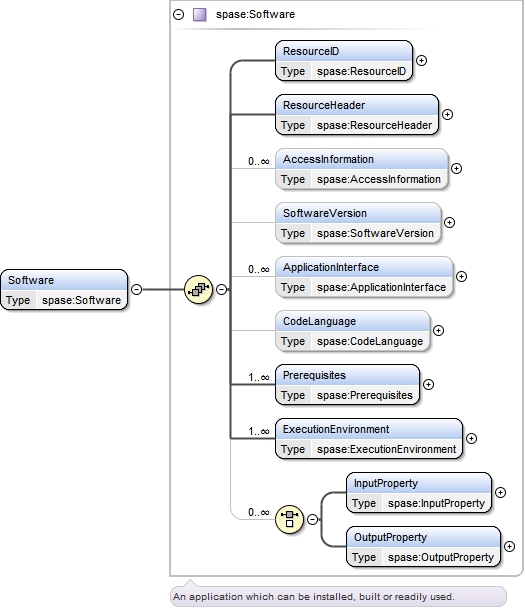 spase:Software
ResourceID
Type spase:ResourceID
ResourceHeader
Type spase:ResourceHeader
0..∞
AccessInformation
Type spase:AccessInformation
SoftwareVersion
Type spase:SoftwareVersion
0..∞
ApplicationInterface
Type spase:ApplicationInterface
Software
Type spase:Software
CodeLanguage
Type spase:CodeLanguage
1..∞
Prerequisites
Type spase:Prerequisites
1..∞
ExecutionEnvironment
Type spase:ExecutionEnvironment
0..∞
InputProperty
Type spase:InputProperty
OutputProperty
Type spase:OutputProperty
An application which can be installed, built or readily used.